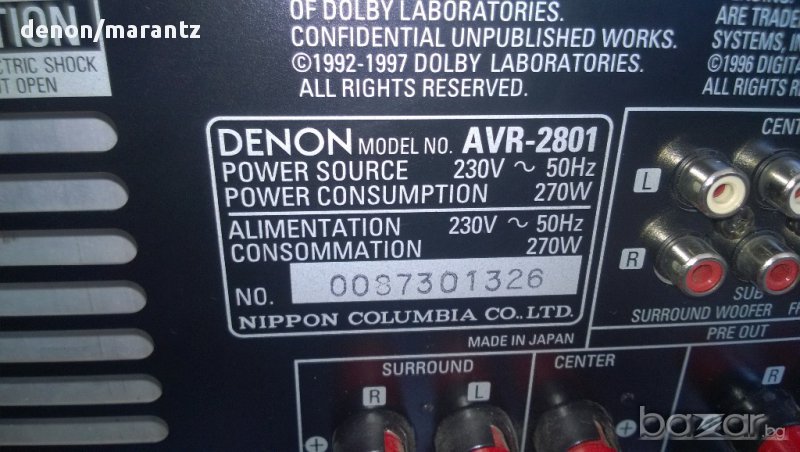 denon/marantz
TION
CTRIC SHOCK
OT OPEN
OF DOLBY LABORATORIES.
CONFIDENTIAL UNPUBLISHED WORKS.
©1992-1997 DOLBY LABORATORIES.
ALL RIGHTS RESERVED.
ARE TRADE
SYSTEMS, IN
©1996 DIGITA
ALL RIGHTS
DENON MODEL NO. AVR-2801
POWER SOURCE 230V ~ 50Hz
POWER CONSUMPTION 270W
ALIMENTATION 230V ~ 50Hz
CONSOMMATION 270W
NO. 0087301326
NIPPON COLUMBIA CO., LTD.
MADE IN JAPAN
CENT
L
R
SUB
SURROUND WOOFER F
PRE OUT
SURROUND
R L
CENTER
R
+
+
bazar.bg